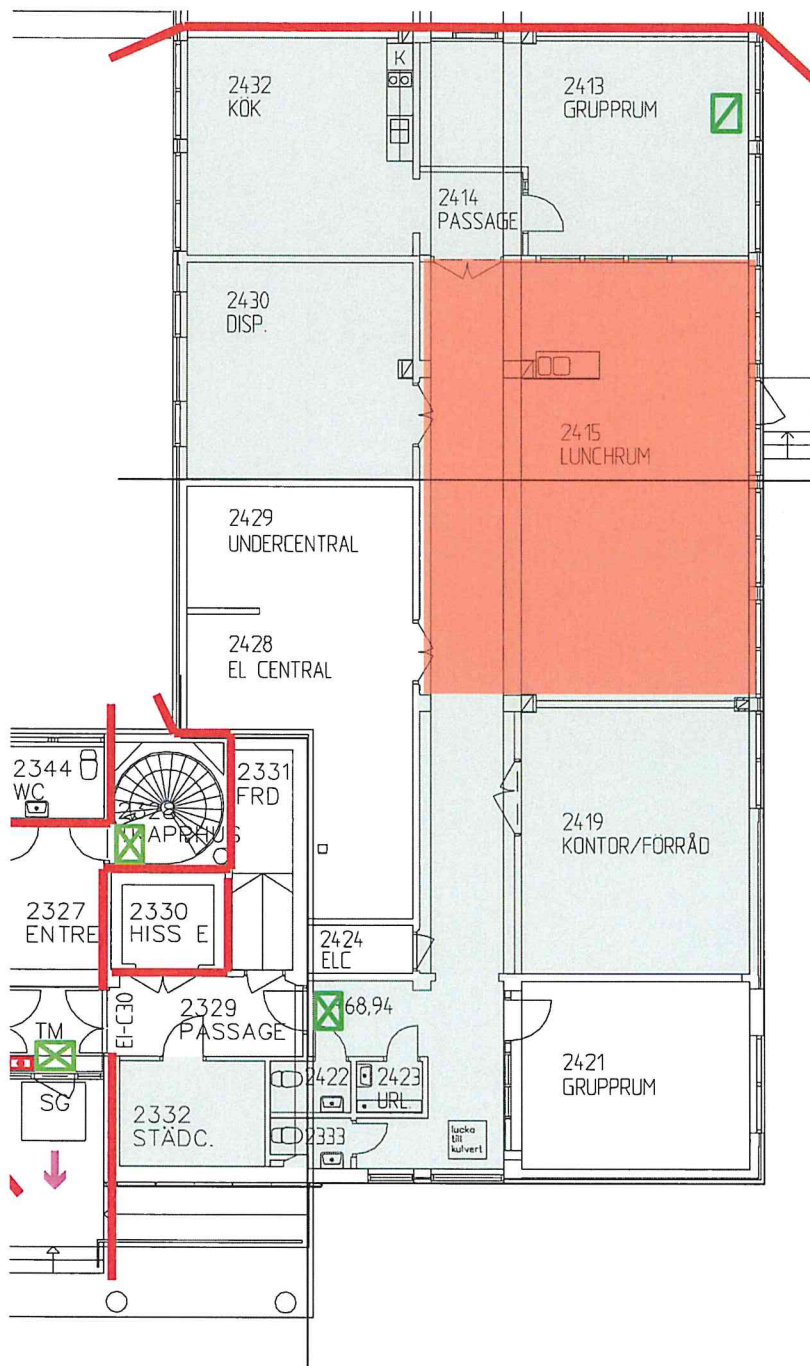 K
2432
KÖK
2413
GRUPPRUM
2414
PASSAGE
2430
DISP.
2415
LUNCHRUM
2429
UNDERCENTRAL
2428
EL CENTRAL
2344
WC
2331
FRD
2419
KONTOR/FÖRRÅD
2327
ENTRE
2330
HISS E
2424
ELC
EI-C30
2329
PASSAGE
68,94
TM
2421
GRUPPRUM
2422
2423
URL.
SG
2332
STÄDC.
2333
lucka
till
kulvert